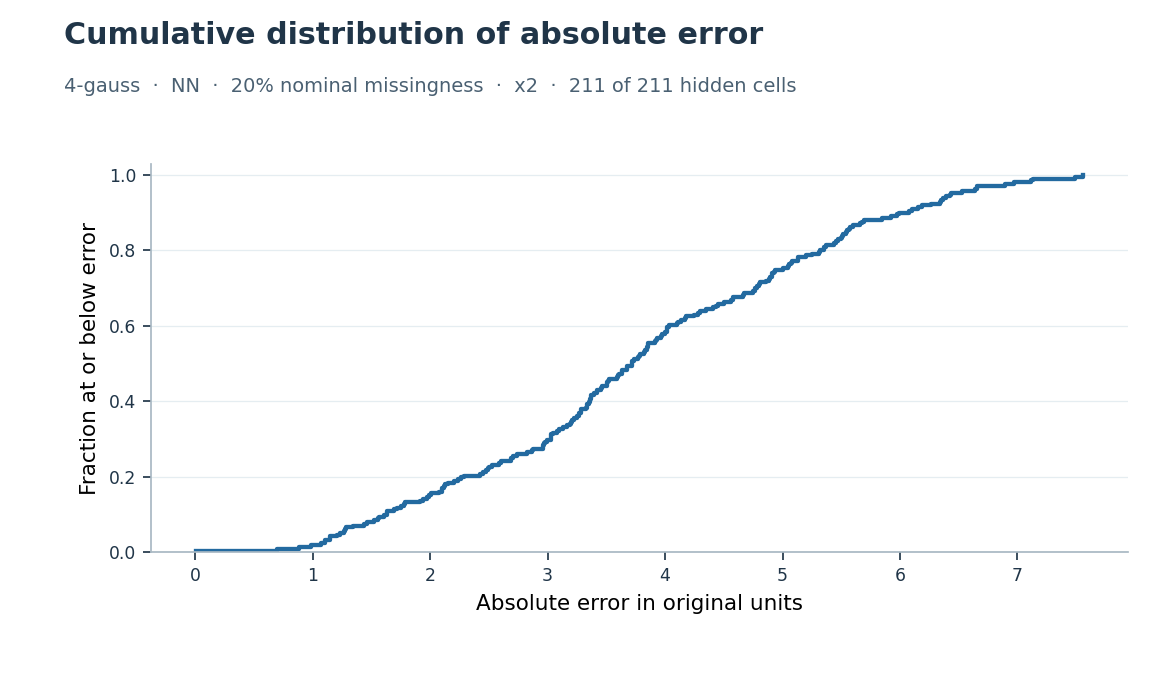 Cumulative distribution of absolute error
4-gauss · NN · 20% nominal missingness · x2 · 211 of 211 hidden cells
1.0
0.8
0.6
0.4
0.2
0.0
Fraction at or below error
0 1 2 3 4 5 6 7
Absolute error in original units